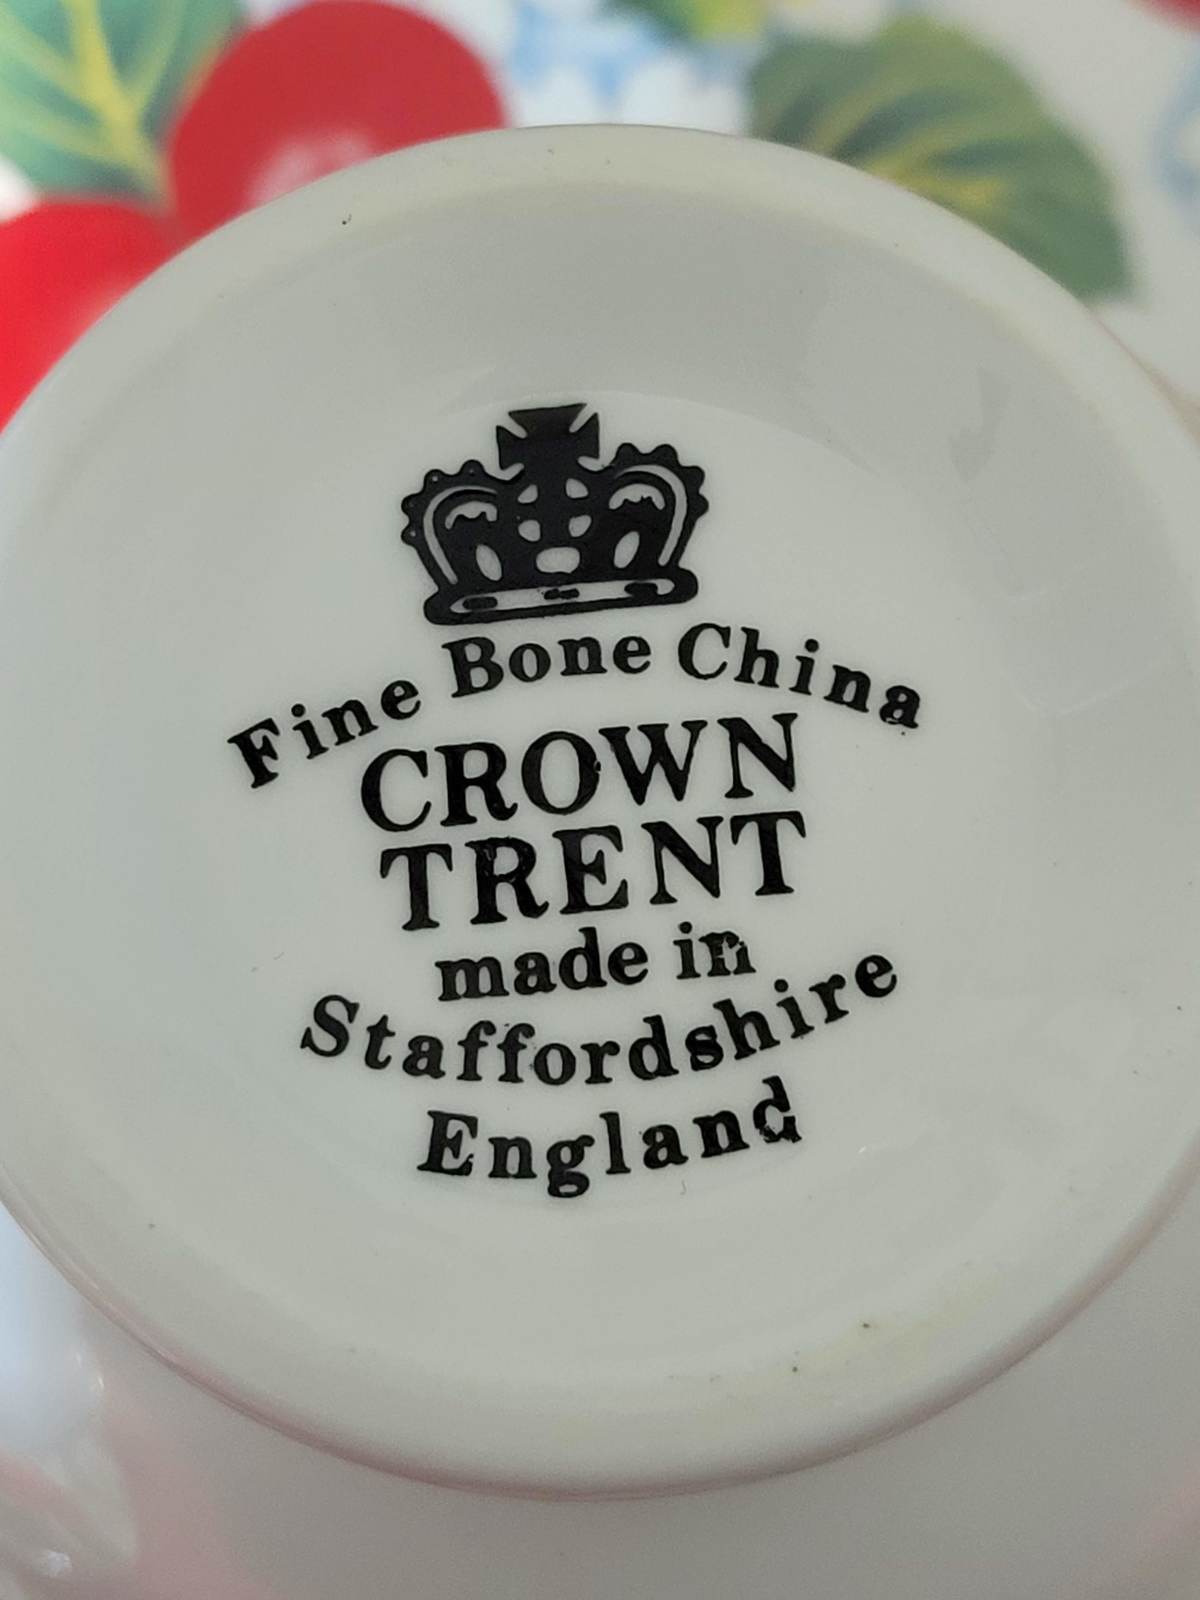 Fine Bone China
CROWN
TRENT
made in
Staffordshire
England